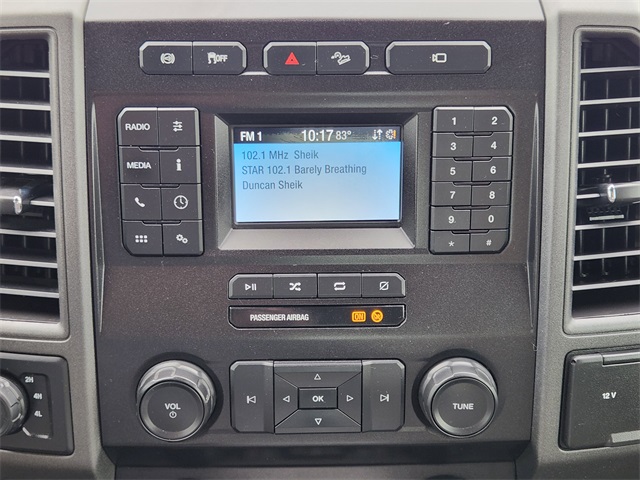 OFF
FM 1 10:17 83°
102.1 MHz Sheik
STAR 102.1 Barely Breathing
Duncan Sheik
RADIO
MEDIA
i
1 2
3 4
5 6
7 8
9 0
* #
PASSENGER AIRBAG ON
VOL
OK
TUNE
2H
4H
4L
12 V